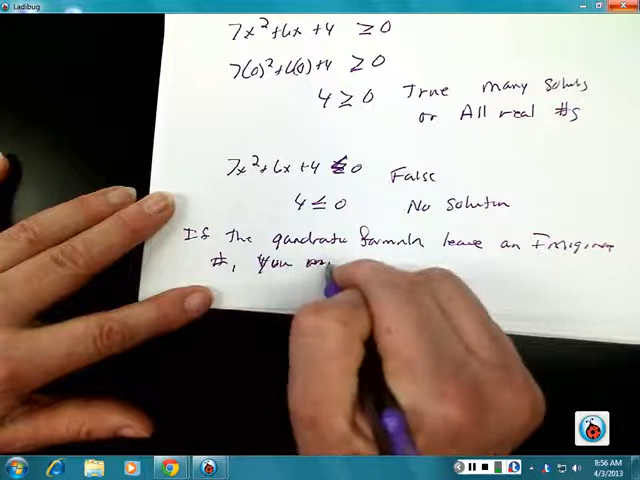 Ladibug
7x² + 6x + 4 ≥ 0
7(0)² + 6(0) + 4 ≥ 0
4 ≥ 0 True many soluts
or All real #s
7x² + 6x + 4 ≤ 0 False
4 ≤ 0 No solution
If the quadratic formula leave an Imaginat
#, You
8:56 AM
4/3/2013